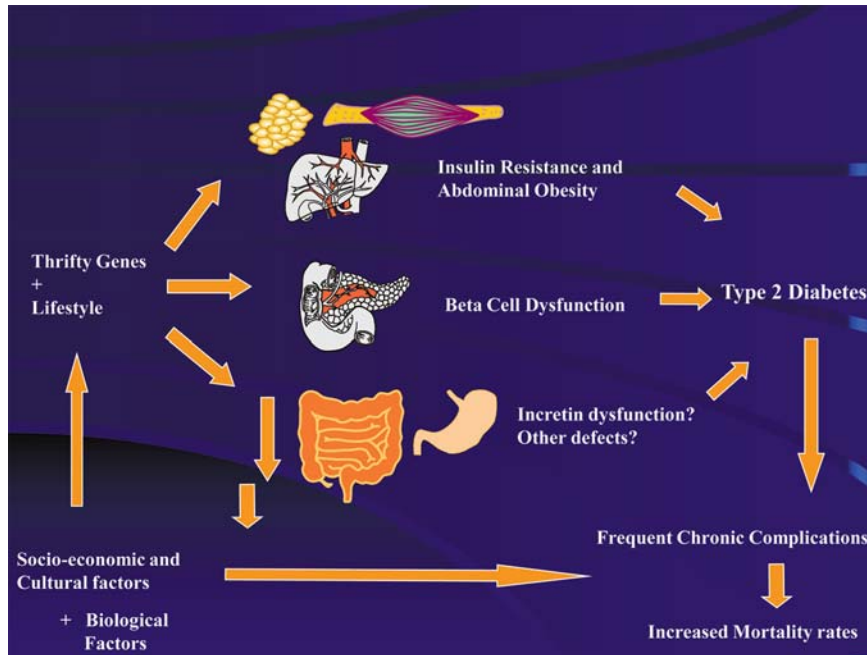 Insulin Resistance and
Abdominal Obesity
Thrifty Genes
+
Lifestyle
Beta Cell Dysfunction
Type 2 Diabetes
Incretin dysfunction?
Other defects?
Socio-economic and
Cultural factors
+ Biological
Factors
Frequent Chronic Complications
Increased Mortality rates